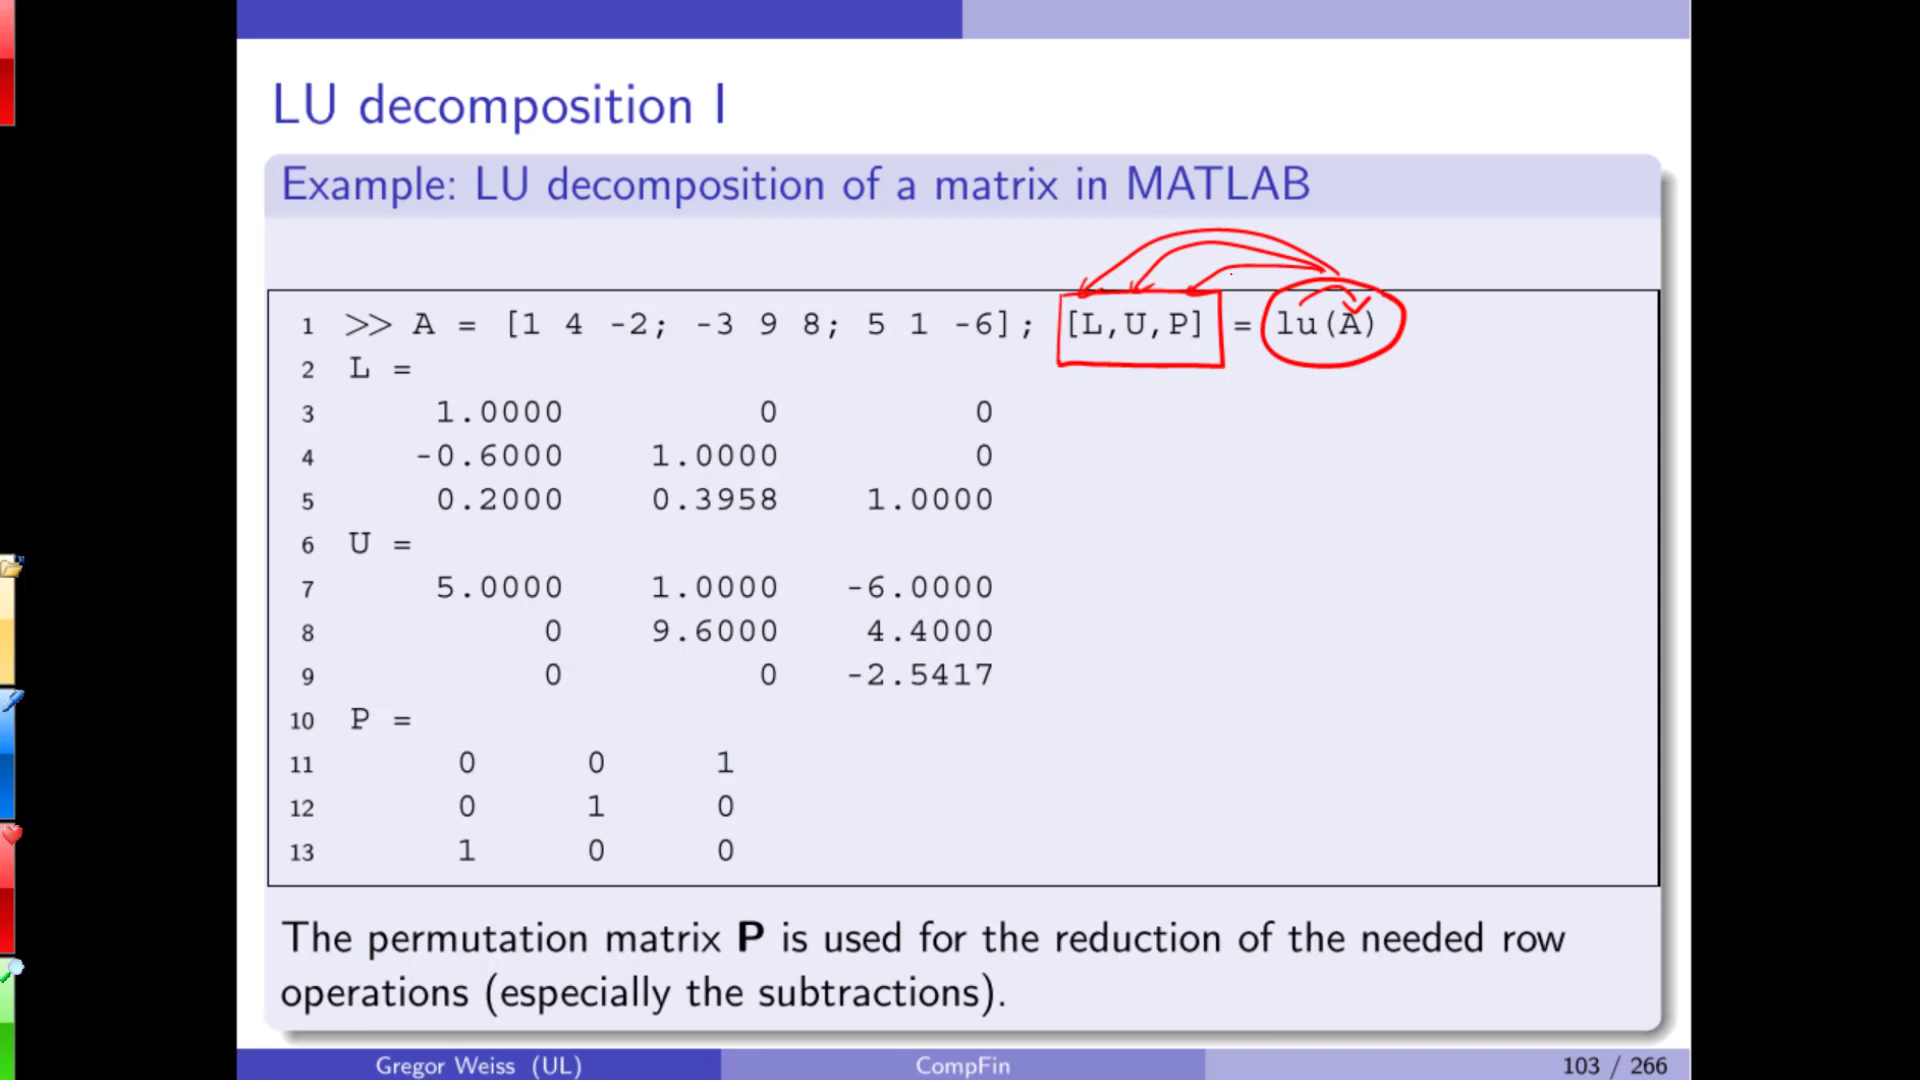 LU decomposition I
Example: LU decomposition of a matrix in MATLAB
1 >> A = [1 4 -2; -3 9 8; 5 1 -6]; [L,U,P] = lu(A)
2 L =
3 1.0000 0 0
4 -0.6000 1.0000 0
5 0.2000 0.3958 1.0000
6 U =
7 5.0000 1.0000 -6.0000
8 0 9.6000 4.4000
9 0 0 -2.5417
10 P =
11 0 0 1
12 0 1 0
13 1 0 0
The permutation matrix P is used for the reduction of the needed row
operations (especially the subtractions).
Gregor Weiss (UL) CompFin 103 / 266